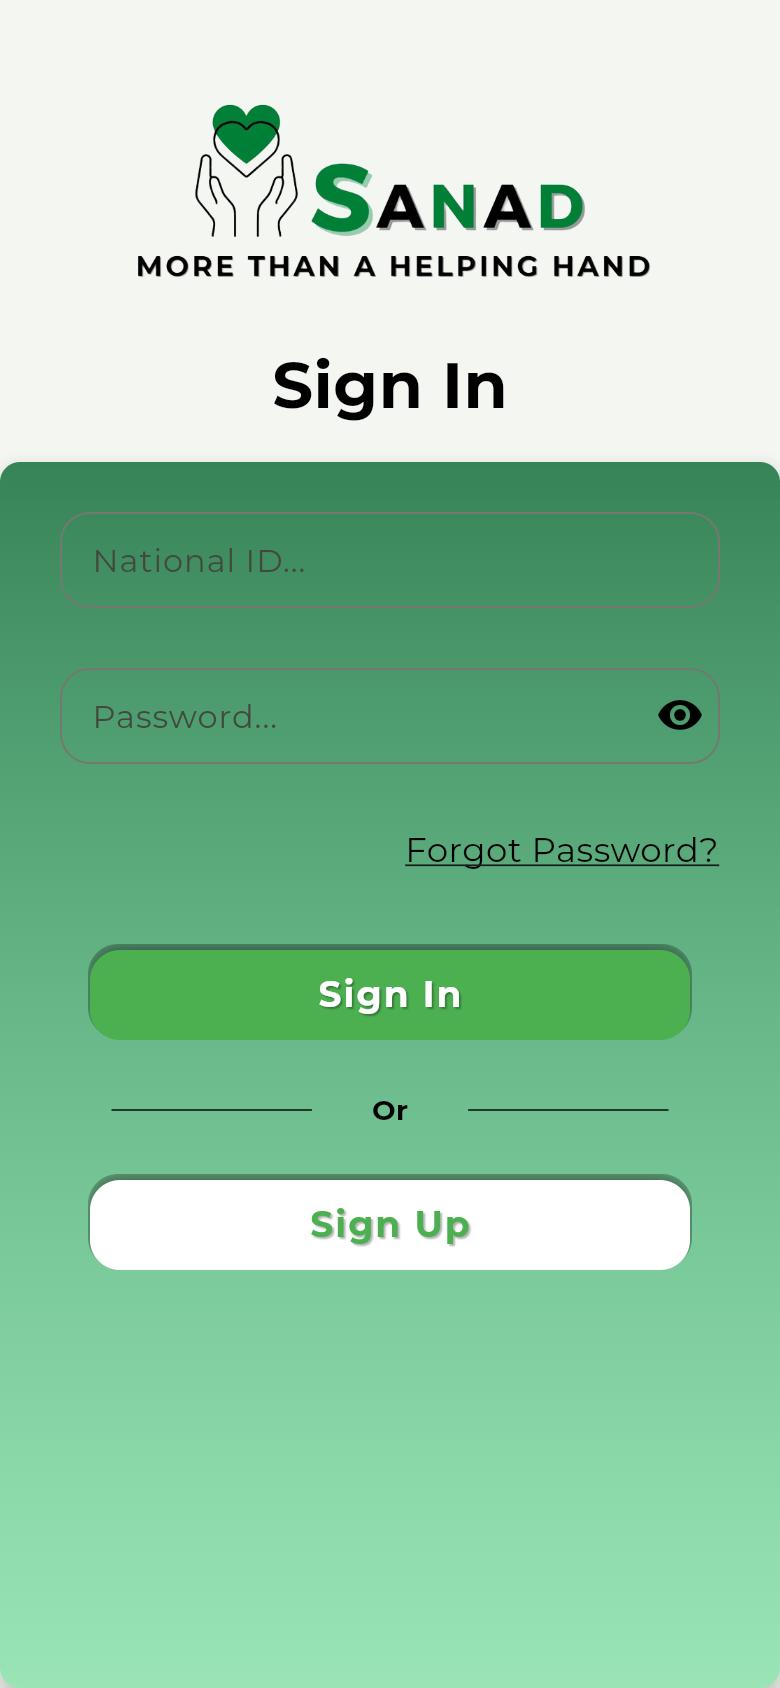 SANAD
MORE THAN A HELPING HAND
Sign In
National ID...
Password...
Forgot Password?
Sign In
Or
Sign Up